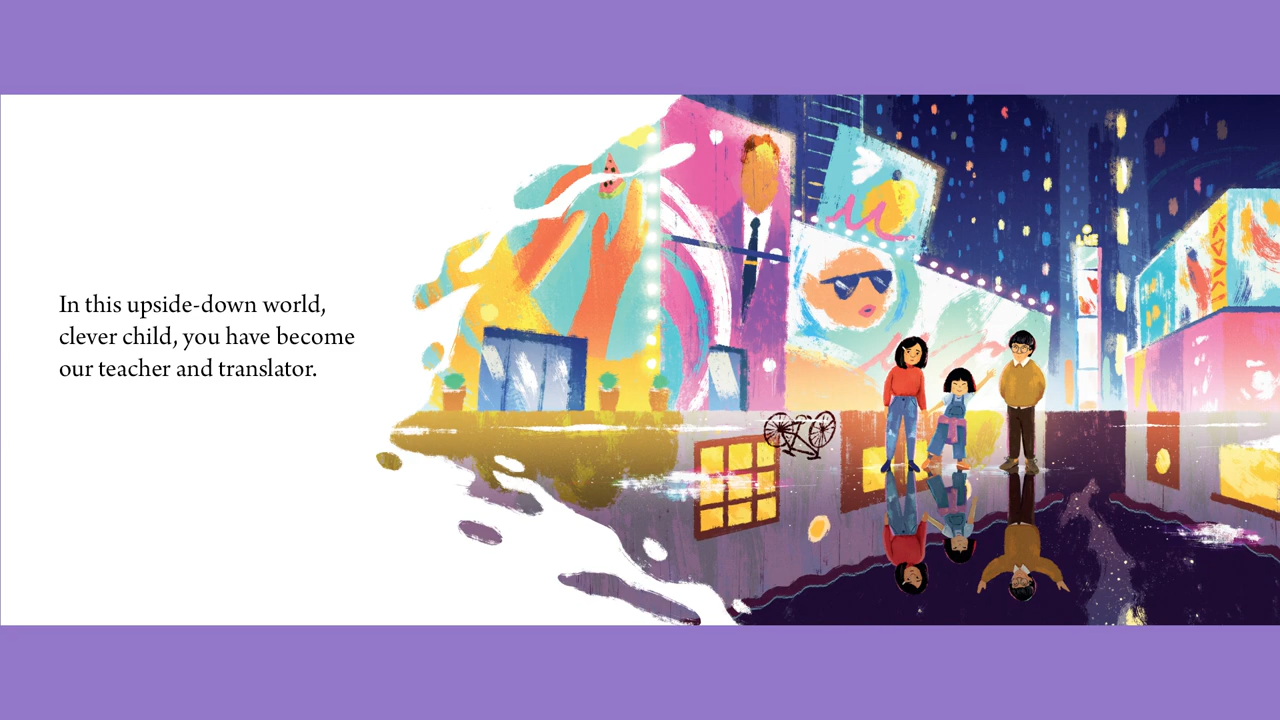 In this upside-down world,
clever child, you have become
our teacher and translator.